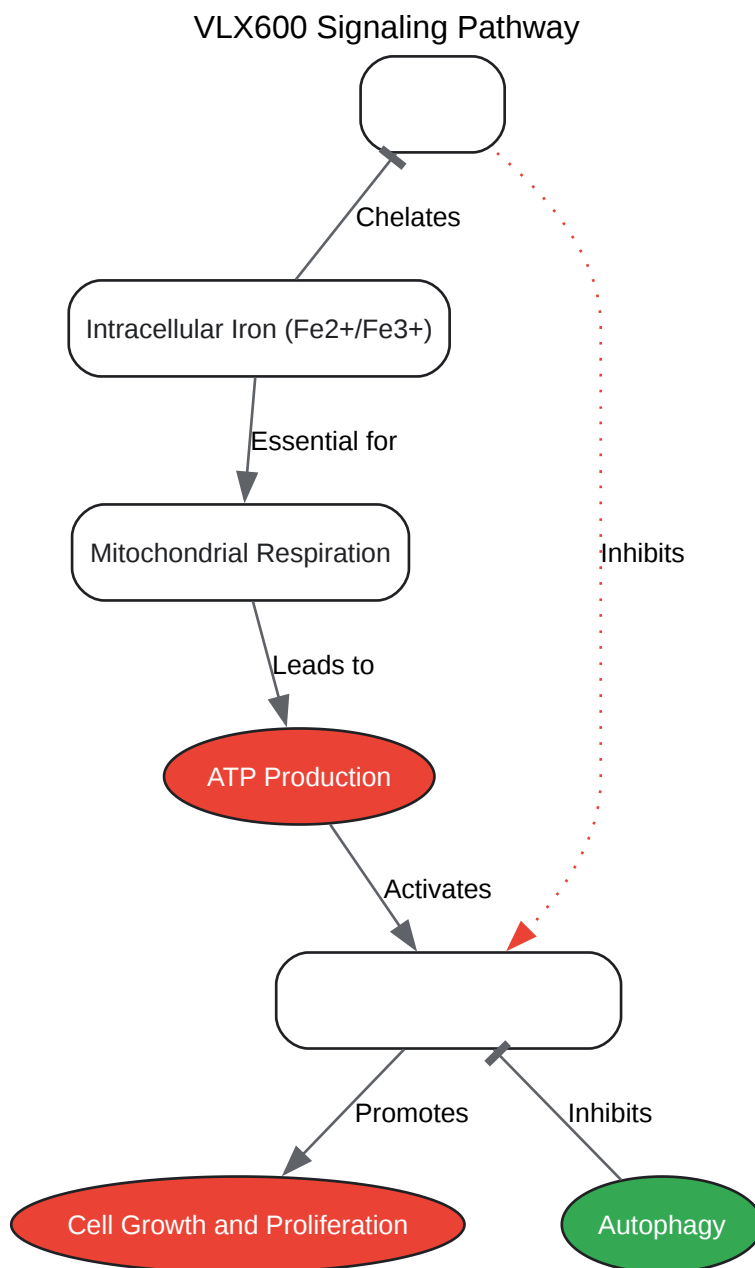 VLX600 Signaling Pathway
Chelates
Intracellular Iron (Fe2+/Fe3+)
Essential for
Mitochondrial Respiration
Inhibits
Leads to
ATP Production
Activates
Promotes
Inhibits
Cell Growth and Proliferation
Autophagy